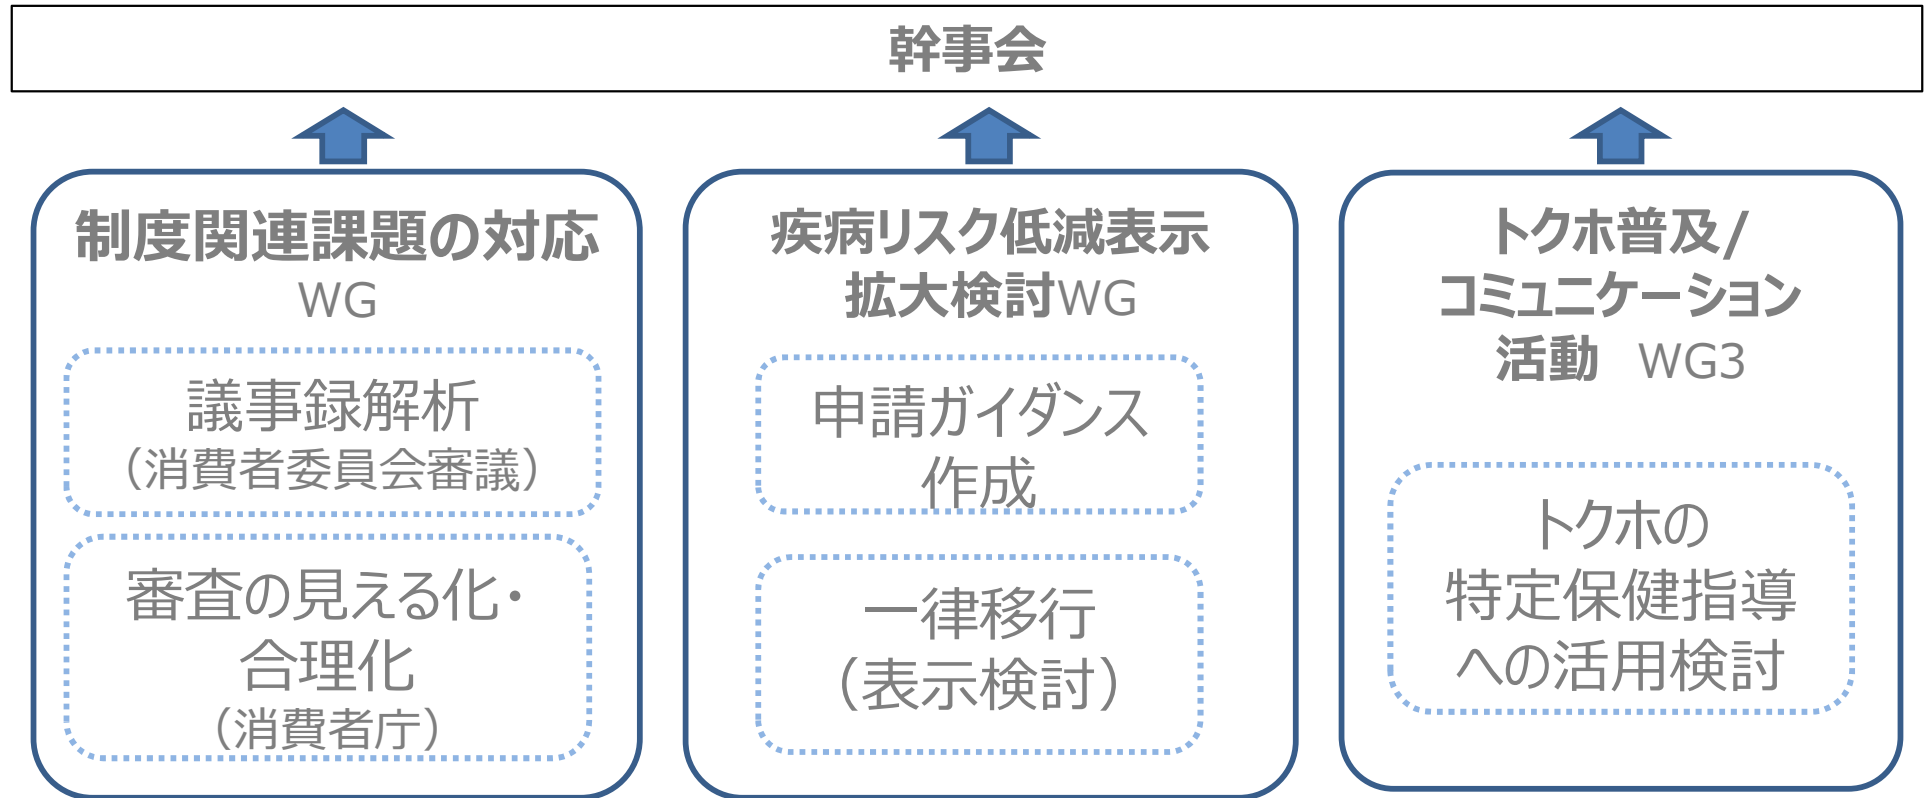 幹事会
制度関連課題の対応
WG
議事録解析
（消費者委員会審議）
審査の見える化・
合理化
（消費者庁）
疾病リスク低減表示
拡大検討WG
申請ガイダンス
作成
一律移行
（表示検討）
トクホ普及/
コミュニケーション
活動　WG3
トクホの
特定保健指導
への活用検討